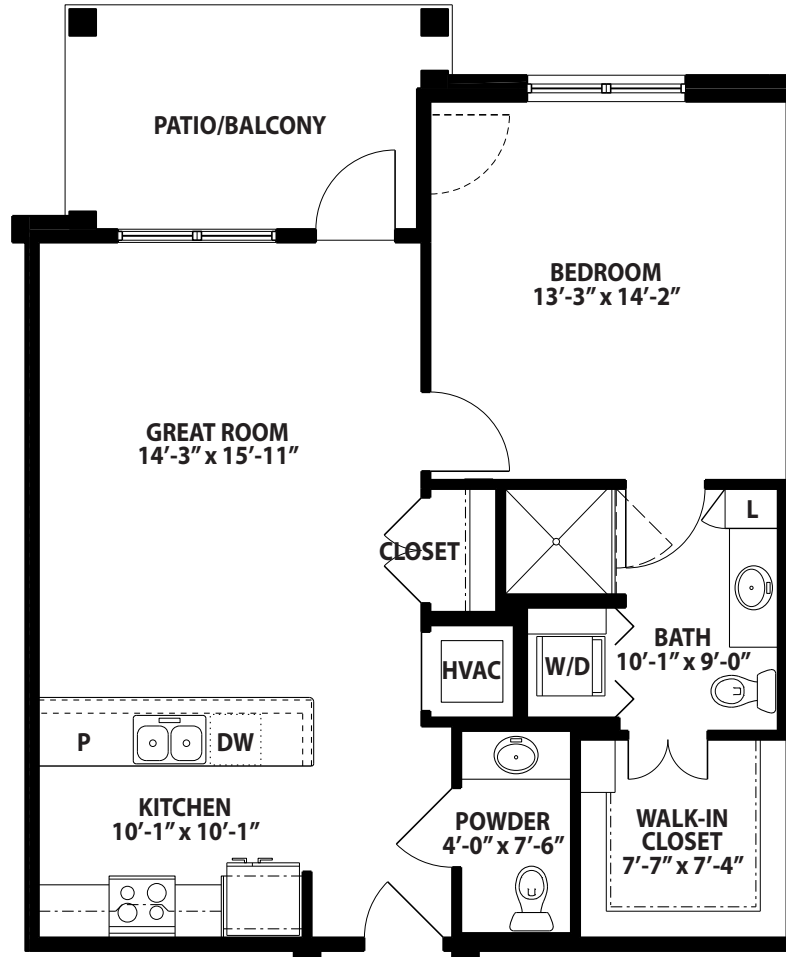 PATIO/BALCONY
BEDROOM
13’-3” x 14’-2”
GREAT ROOM
14’-3” x 15’-11”
L
CLOSET
BATH
10’-1” x 9’-0”
HVAC
W/D
P
DW
KITCHEN
10’-1” x 10’-1”
POWDER
4’-0” x 7’-6”
WALK-IN
CLOSET
7’-7” x 7’-4”